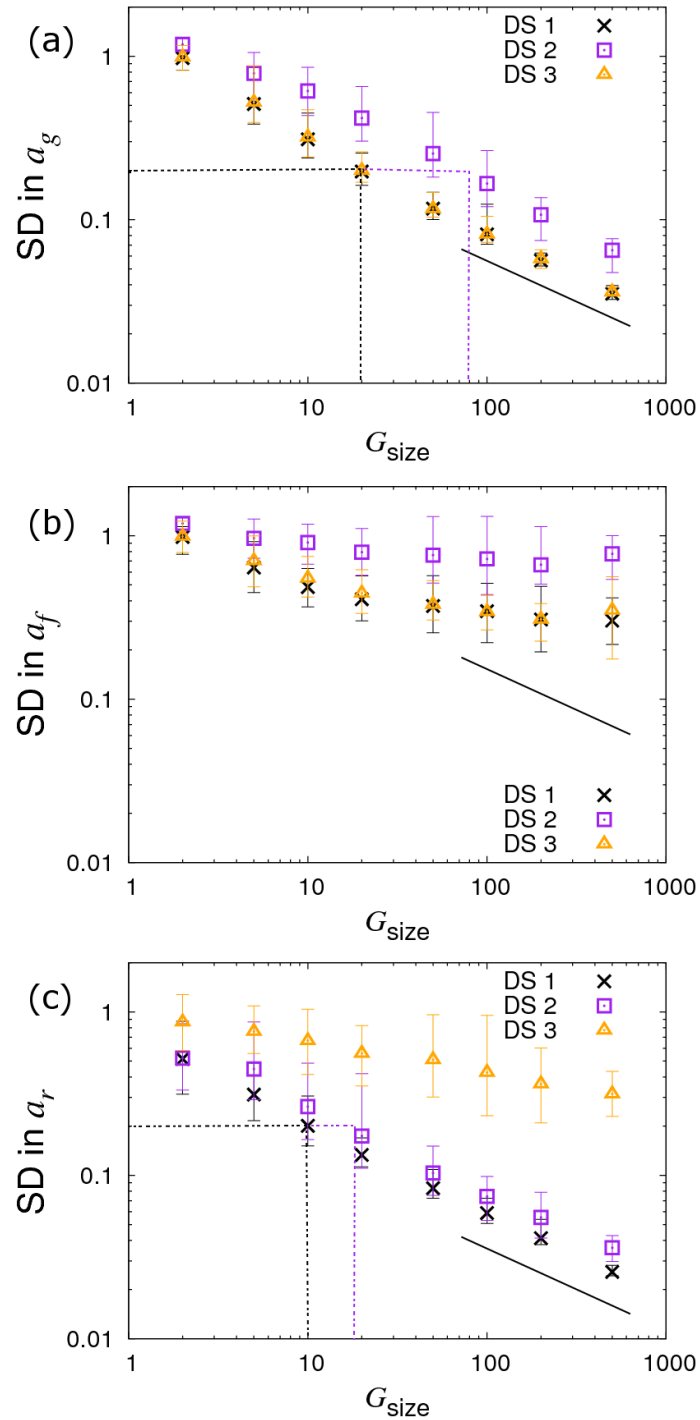 (a)
DS 1
DS 2
DS 3
1
0.1
0.01
SD in a_g
1 10 100 1000
G_size
(b)
1
0.1
0.01
SD in a_f
DS 1
DS 2
DS 3
1 10 100 1000
G_size
(c)
DS 1
DS 2
DS 3
1
0.1
0.01
SD in a_r
1 10 100 1000
G_size